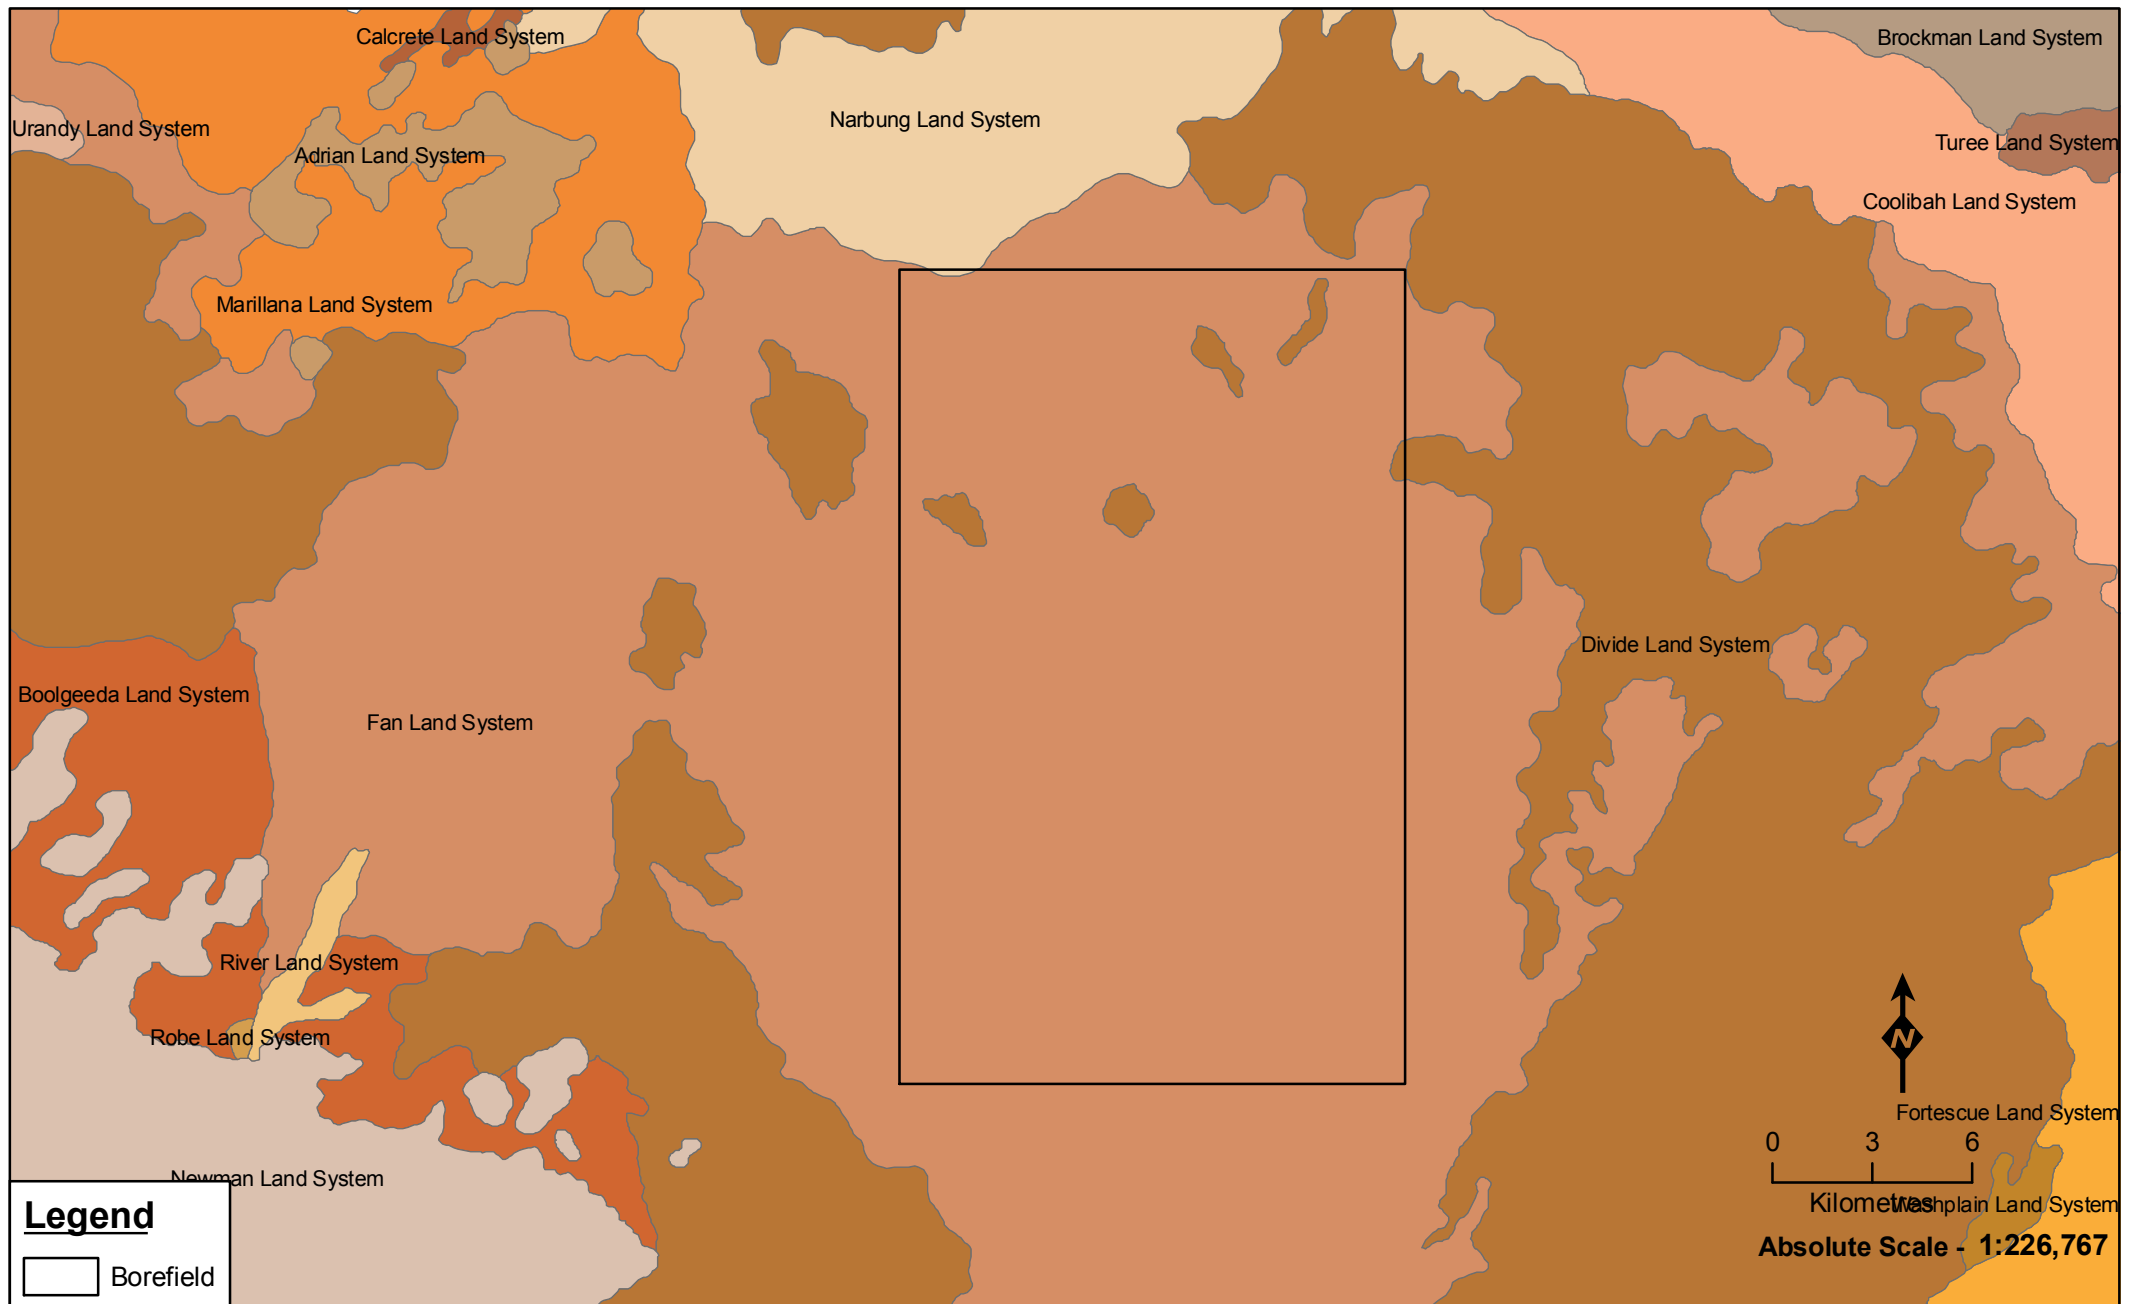 Calcrete Land System
Brockman Land System
Narbung Land System
Urandy Land System
Turee Land System
Adrian Land System
Coolibah Land System
Marillana Land System
Divide Land System
Boolgeeda Land System
Fan Land System
River Land System
Robe Land System
N
Fortescue Land System
0 3 6
Newman Land System
Kilometres
Washplain Land System
Absolute Scale - 1:226,767
Legend
Borefield